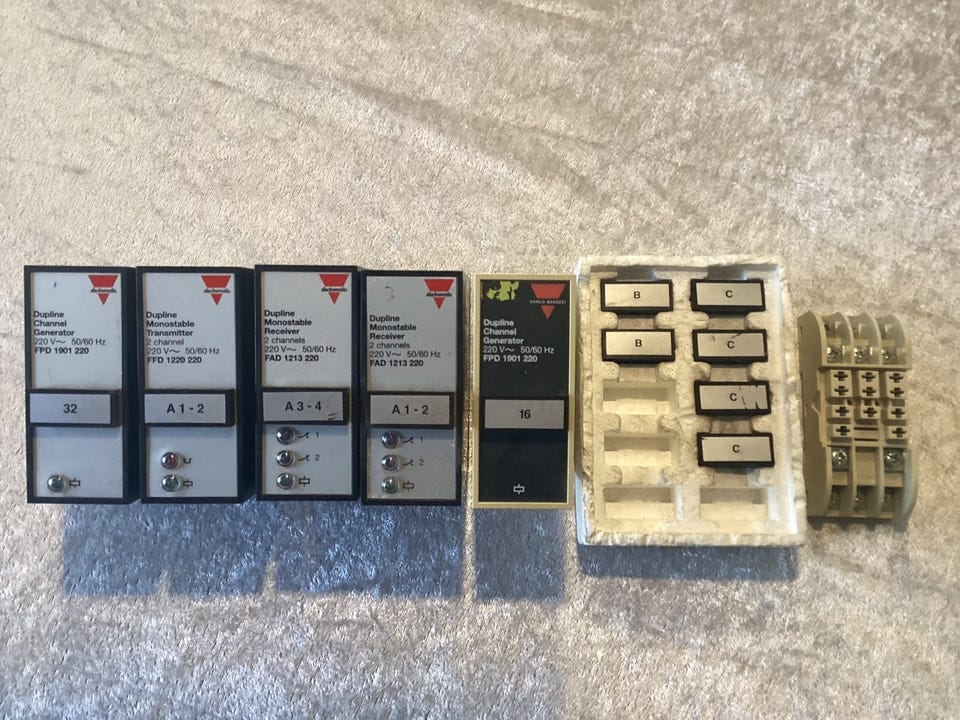 electromatic
Dupline
Channel
Generator
220 V~ 50/60 Hz
FPD 1901 220
32
electromatic
Dupline
Monostable
Transmitter
2 channels
220 V~ 50/60 Hz
FFD 1220 220
A 1 - 2
electromatic
Dupline
Monostable
Receiver
2 channels
220 V~ 50/60 Hz
FAD 1213 220
A 3 - 4
1
2
electromatic
Dupline
Monostable
Receiver
2 channels
220 V~ 50/60 Hz
FAD 1213 220
A 1 - 2
1
2
CARLO GAVAZZI
Dupline
Channel
Generator
220 V~ 50/60 Hz
FPD 1901 220
16
B C
B C
C
C